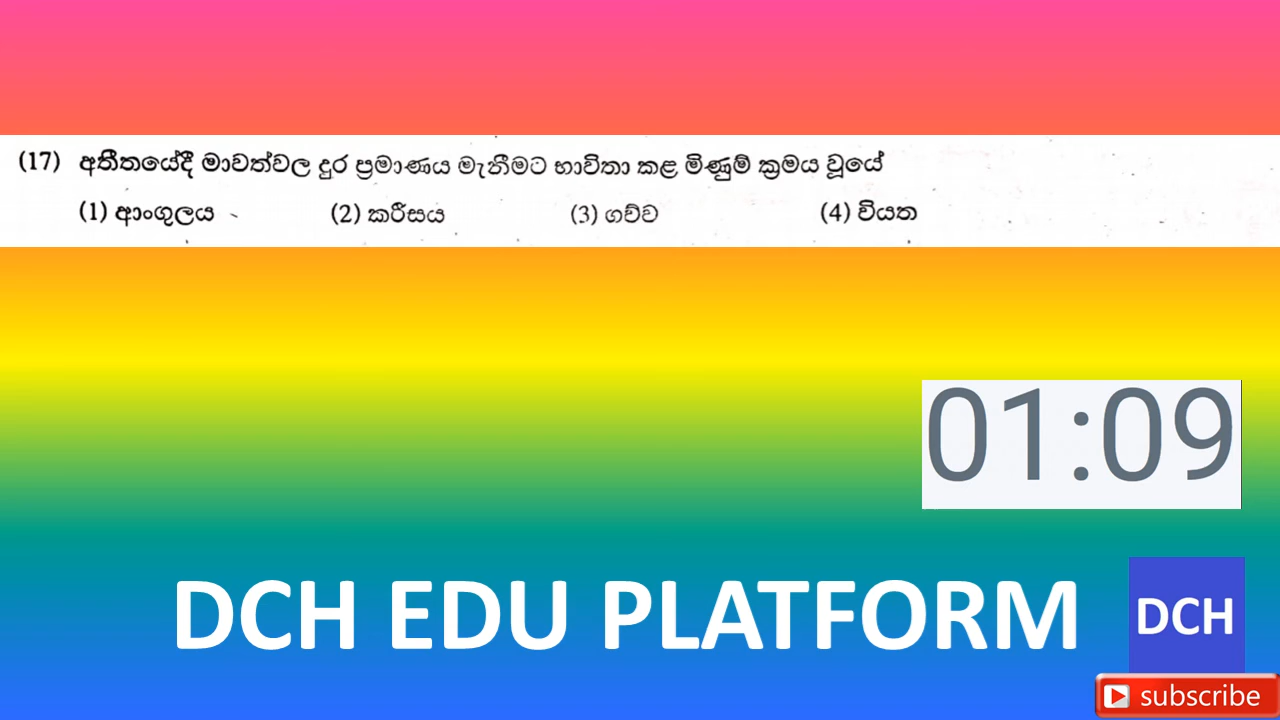 (17) අතීතයේදී මාවත්වල දුර ප්‍රමාණය මැනීමට භාවිතා කළ මිණුම් ක්‍රමය වූයේ
(1) ආංගුලය (2) කරීසය (3) ගව්ව (4) වියත
01:09
DCH EDU PLATFORM
DCH
subscribe